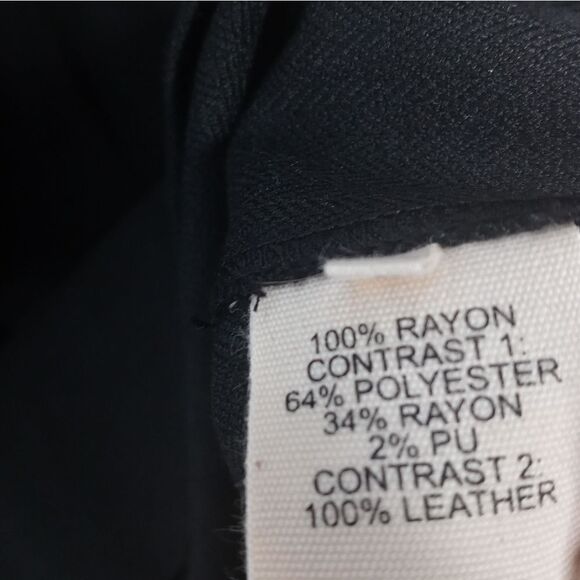 100% RAYON
CONTRAST 1:
64% POLYESTER
34% RAYON
2% PU
CONTRAST 2:
100% LEATHER